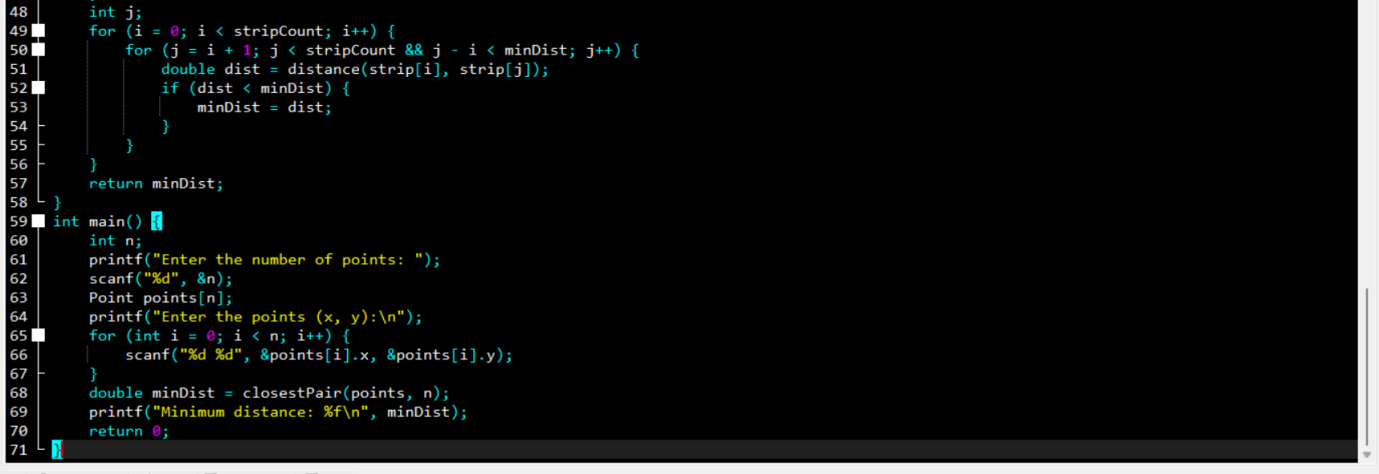 48 int j;
49 for (i = 0; i < stripCount; i++) {
50 for (j = i + 1; j < stripCount && j - i < minDist; j++) {
51 double dist = distance(strip[i], strip[j]);
52 if (dist < minDist) {
53 minDist = dist;
54 }
55 }
56 }
57 return minDist;
58 }
59 int main() {
60 int n;
61 printf("Enter the number of points: ");
62 scanf("%d", &n);
63 Point points[n];
64 printf("Enter the points (x, y):\n");
65 for (int i = 0; i < n; i++) {
66 scanf("%d %d", &points[i].x, &points[i].y);
67 }
68 double minDist = closestPair(points, n);
69 printf("Minimum distance: %f\n", minDist);
70 return 0;
71 }